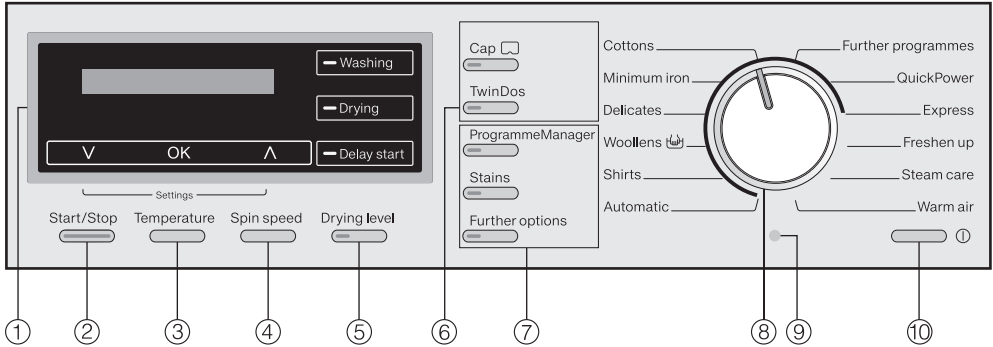 Washing
Drying
Delay start
OK
Settings
Start/Stop
Temperature
Spin speed
Drying level
Cap
TwinDos
ProgrammeManager
Stains
Further options
Cottons
Minimum iron
Delicates
Woollens
Shirts
Automatic
Further programmes
QuickPower
Express
Freshen up
Steam care
Warm air
① ② ③ ④ ⑤ ⑥ ⑦ ⑧ ⑨ ⑩